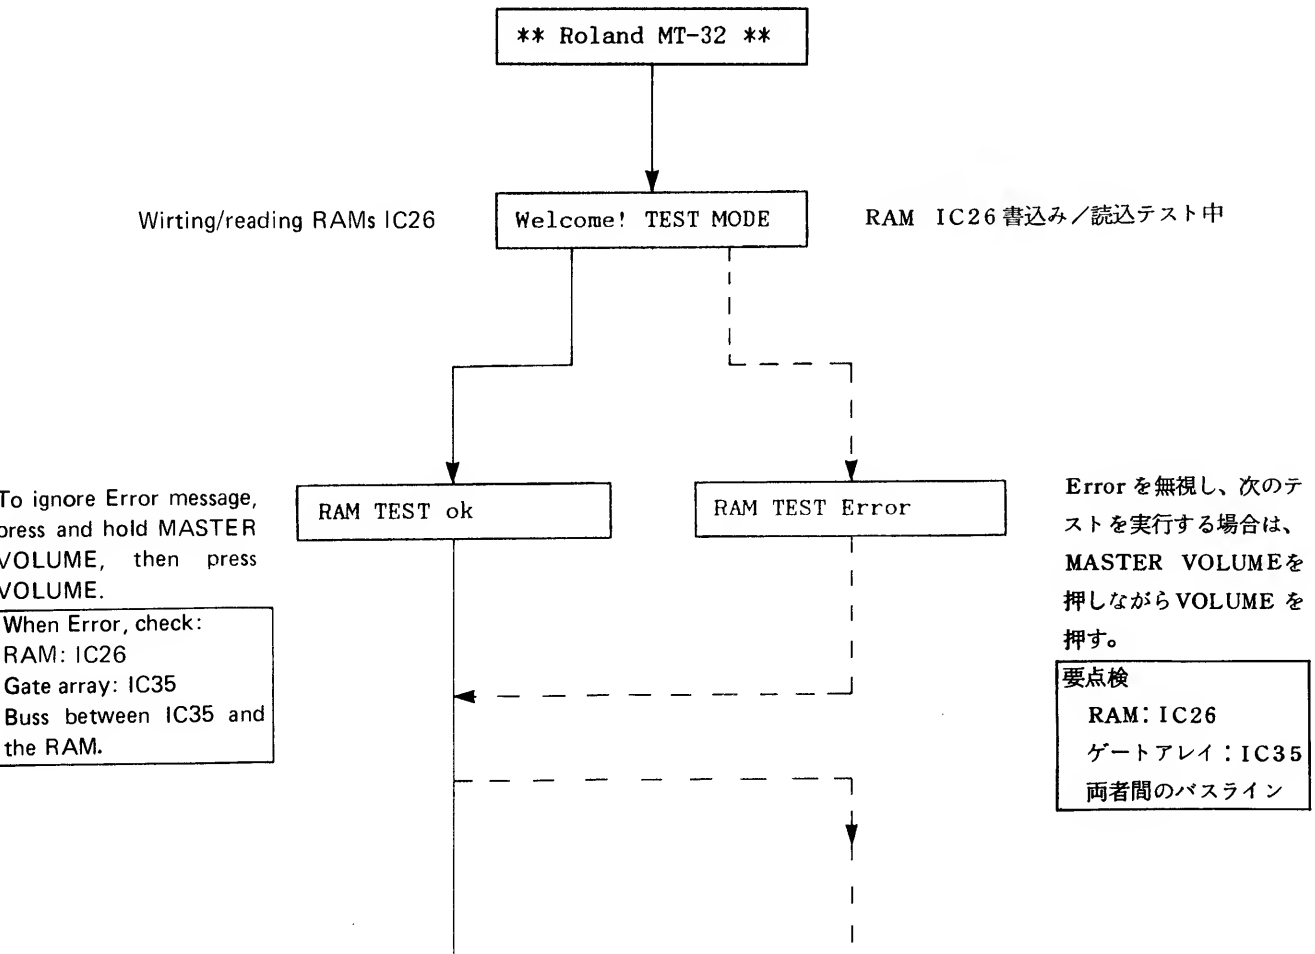 ** Roland MT-32 **
Wirting/reading RAMs IC26
Welcome! TEST MODE
RAM IC26書込み／読込テスト中
To ignore Error message,
press and hold MASTER
VOLUME, then press
VOLUME.
When Error, check:
RAM: IC26
Gate array: IC35
Buss between IC35 and
the RAM.
RAM TEST ok
RAM TEST Error
Errorを無視し、次のテ
ストを実行する場合は、
MASTER VOLUMEを
押しながらVOLUME を
押す。
要点検
RAM: IC26
ゲートアレイ：IC35
両者間のバスライン